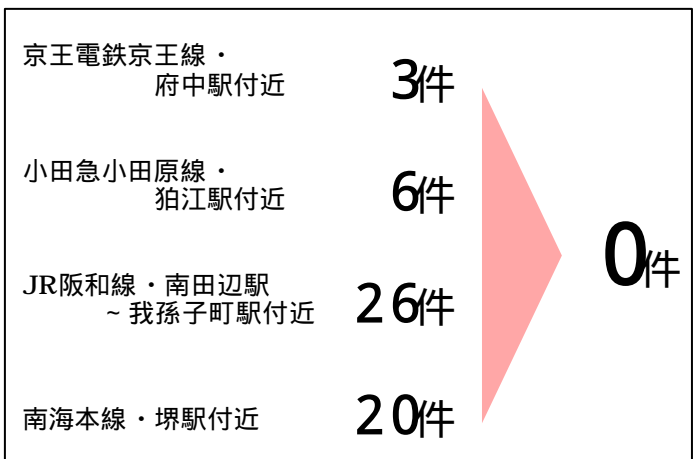 京王電鉄京王線・
府中駅付近
3件
小田急小田原線・
狛江駅付近
6件
JR阪和線・南田辺駅
~我孫子町駅付近
26件
南海本線・堺駅付近
20件
0件